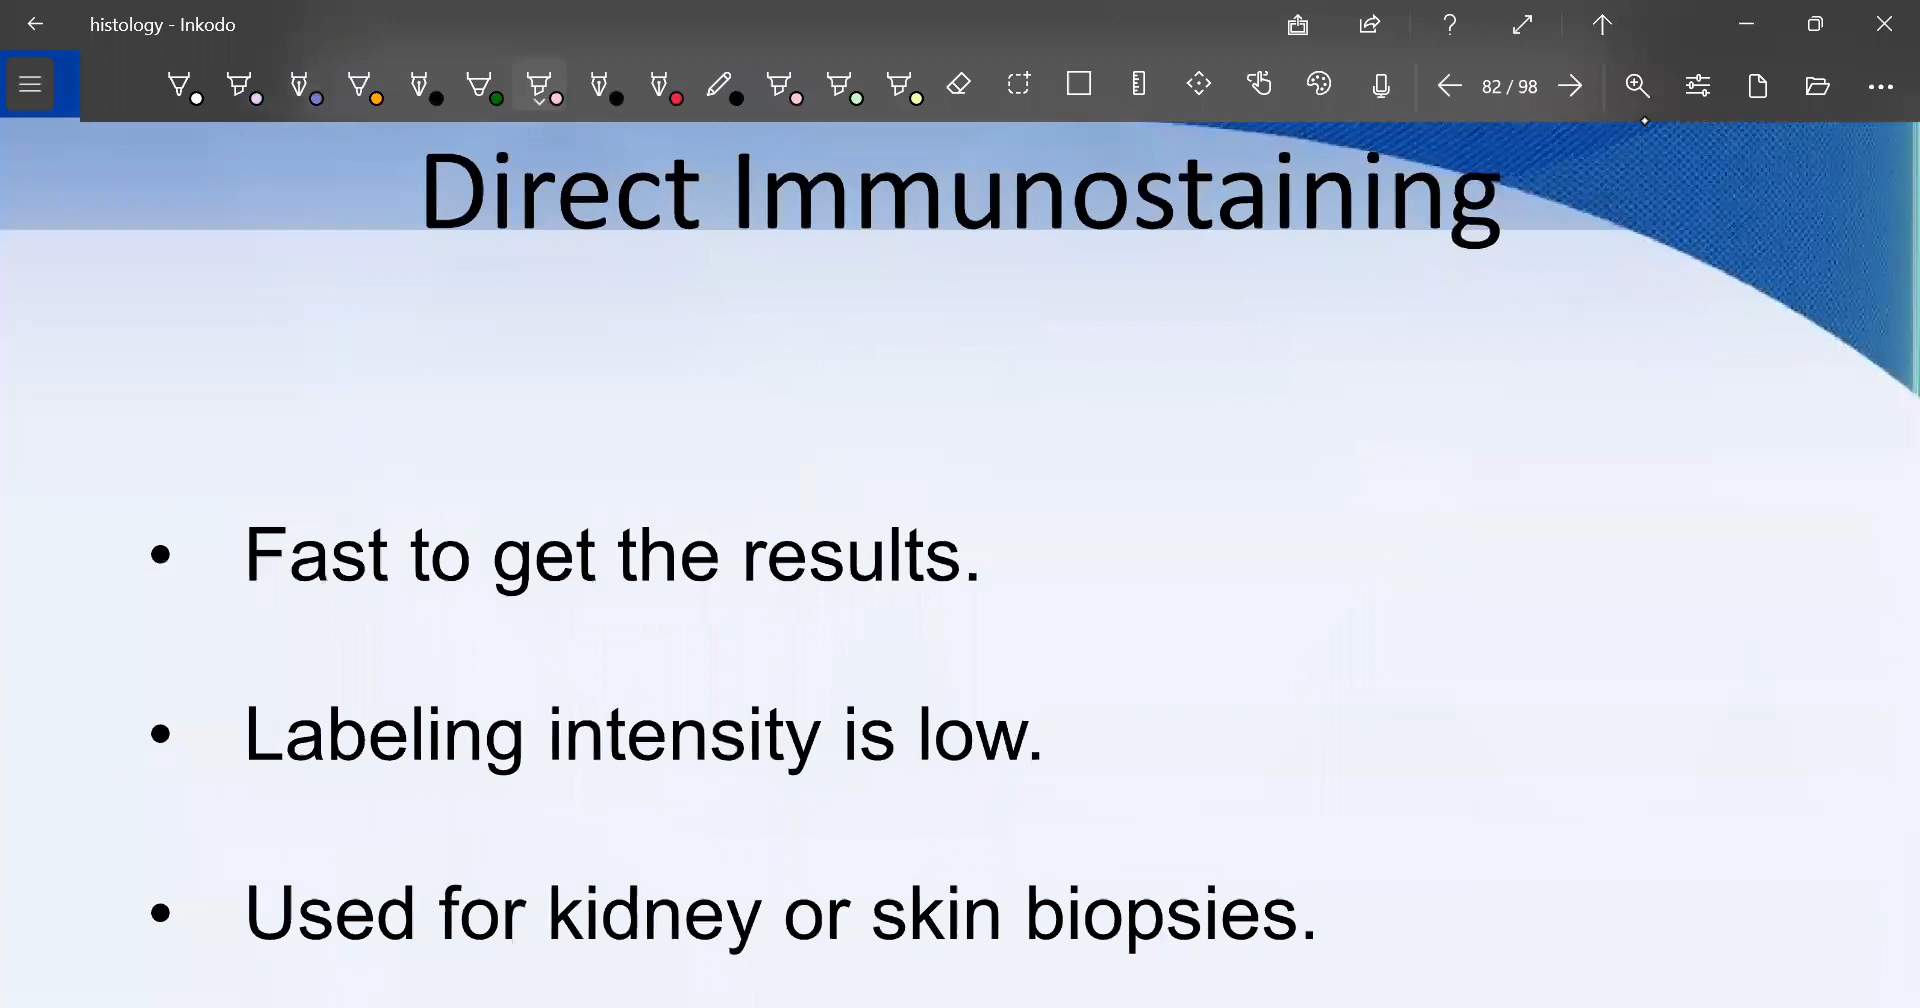 histology - Inkodo
82 / 98
Direct Immunostaining
• Fast to get the results.
• Labeling intensity is low.
• Used for kidney or skin biopsies.